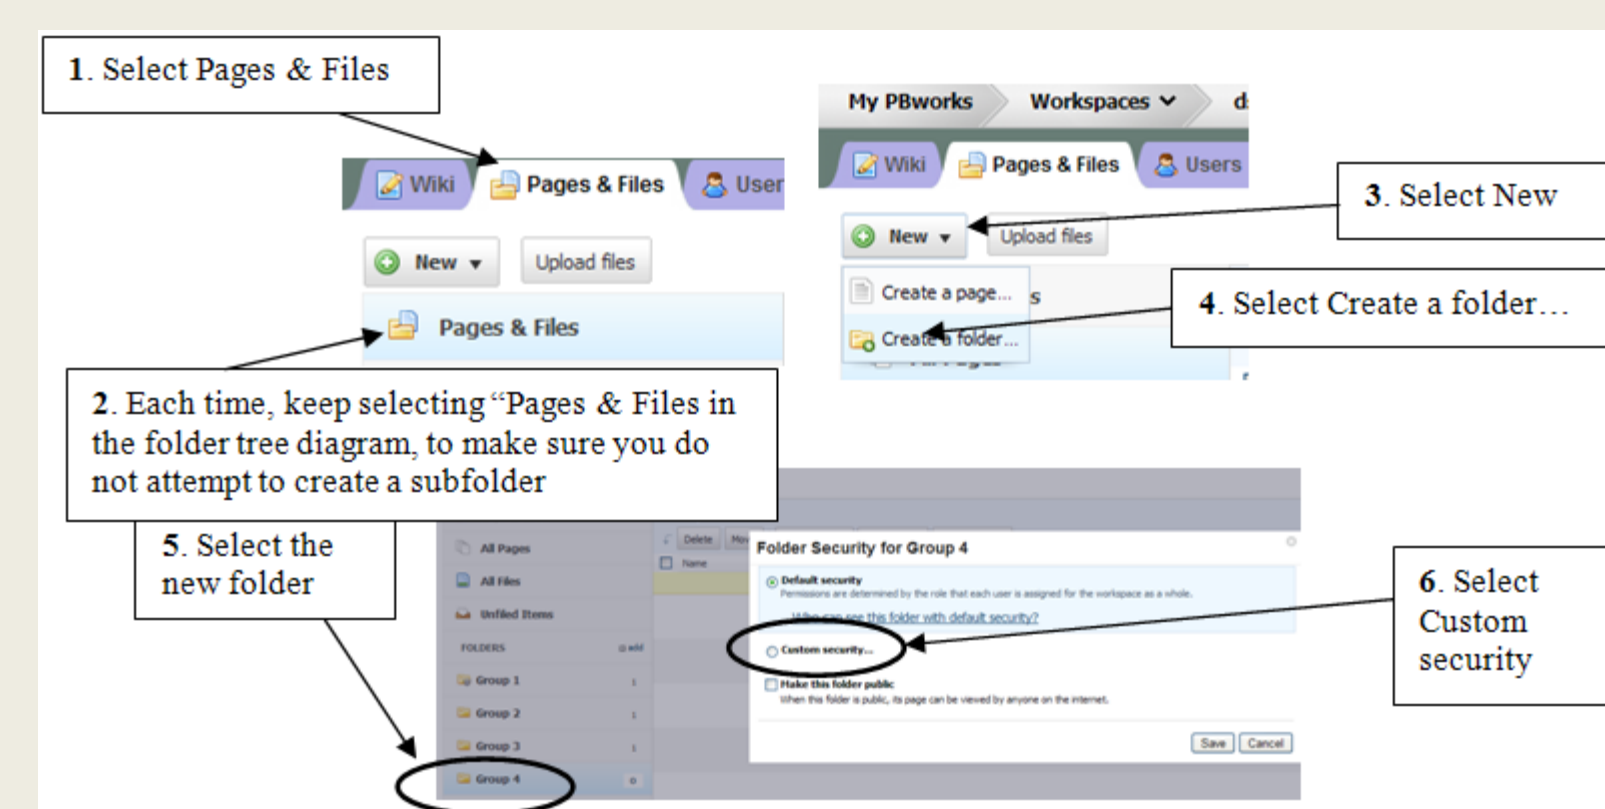 1. Select Pages & Files
My PBworks Workspaces
Wiki Pages & Files User
Wiki Pages & Files Users
3. Select New
New Upload files
New Upload files
Create a page...
4. Select Create a folder...
Pages & Files
Create a folder...
2. Each time, keep selecting “Pages & Files in
the folder tree diagram, to make sure you do
not attempt to create a subfolder
5. Select the
new folder
All Pages
All Files
Unfiled Items
FOLDERS add
Group 1 1
Group 2 1
Group 3 1
Group 4 0
Delete Mov
Name
Folder Security for Group 4
Default security
Permissions are determined by the role that each user is assigned for the workspace as a whole.
Who can see this folder with default security?
Custom security...
Make this folder public
When this folder is public, its page can be viewed by anyone on the internet.
Save Cancel
6. Select
Custom
security